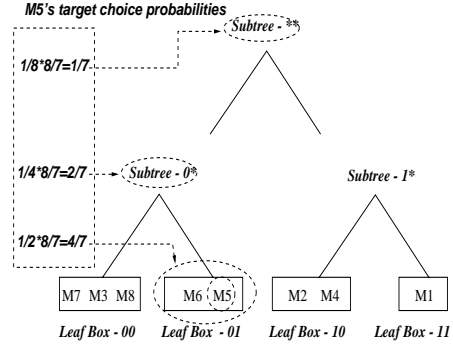 M5's target choice probabilities
Subtree - **
1/8*8/7=1/7
1/4*8/7=2/7
Subtree - 0*
Subtree - 1*
1/2*8/7=4/7
M7 M3 M8
M6 M5
M2 M4
M1
Leaf Box - 00
Leaf Box - 01
Leaf Box - 10
Leaf Box - 11